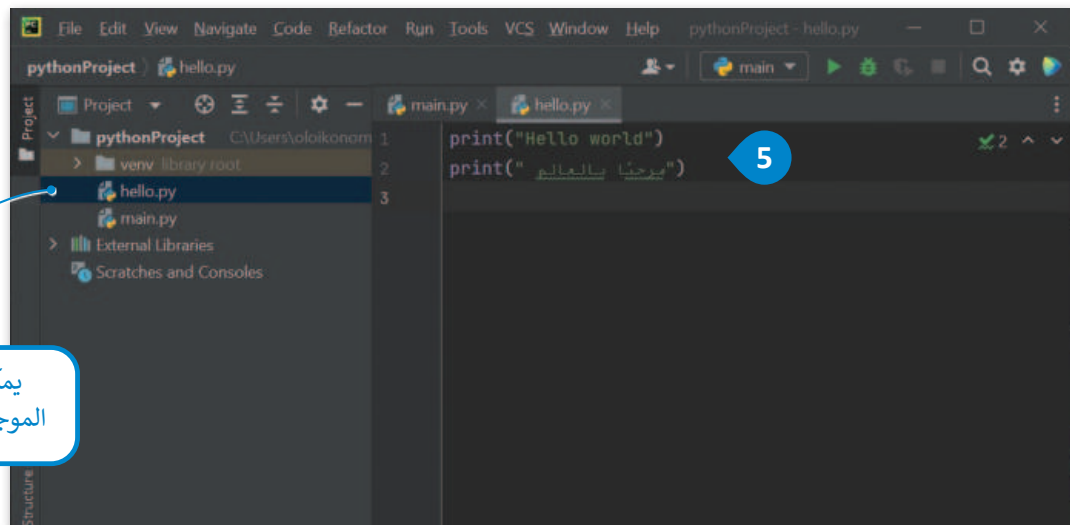 File Edit View Navigate Code Refactor Run Tools VCS Window Help pythonProject - hello.py
pythonProject hello.py main
Project
Project main.py hello.py
pythonProject C:\Users\oloikonom
venv library root
hello.py
main.py
External Libraries
Scratches and Consoles
1 print("Hello world")
2 print(" مرحبًا بالعالم")
3
2
5
Structure